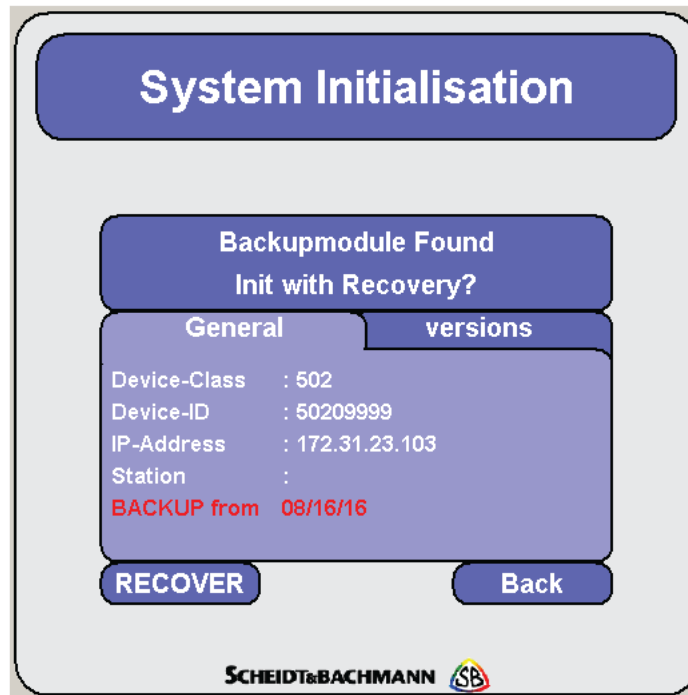 System Initialisation
Backupmodule Found
Init with Recovery?
General versions
Device-Class : 502
Device-ID : 50209999
IP-Address : 172.31.23.103
Station :
BACKUP from 08/16/16
RECOVER Back
SCHEIDT&BACHMANN SB